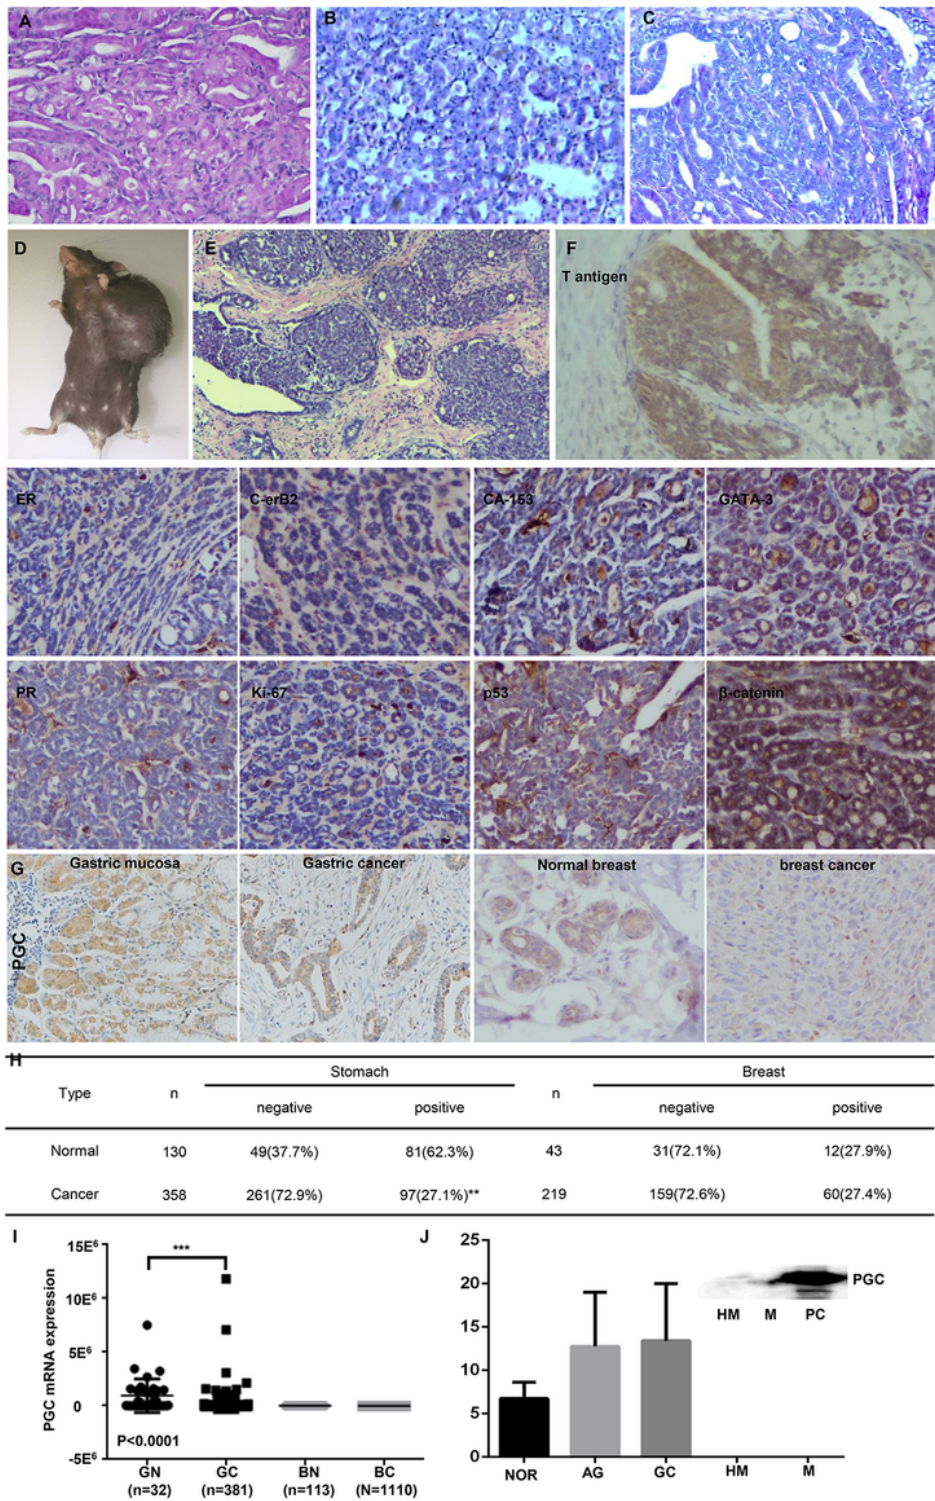 A
B
C
D
E
F
T antigen
ER
C-erB2
CA-153
GATA-3
PR
Ki-67
p53
β-catenin
G
Gastric mucosa
Gastric cancer
Normal breast
breast cancer
PGC
H
Type n Stomach n Breast
negative positive negative positive
Normal 130 49(37.7%) 81(62.3%) 43 31(72.1%) 12(27.9%)
Cancer 358 261(72.9%) 97(27.1%)** 219 159(72.6%) 60(27.4%)
I
PGC mRNA expression
15E⁶
10E⁶
5E⁶
0
-5E⁶
***
P<0.0001
GN GC BN BC
(n=32) (n=381) (n=113) (N=1110)
J
25
20
15
10
5
0
PGC
HM M PC
NOR AG GC HM M